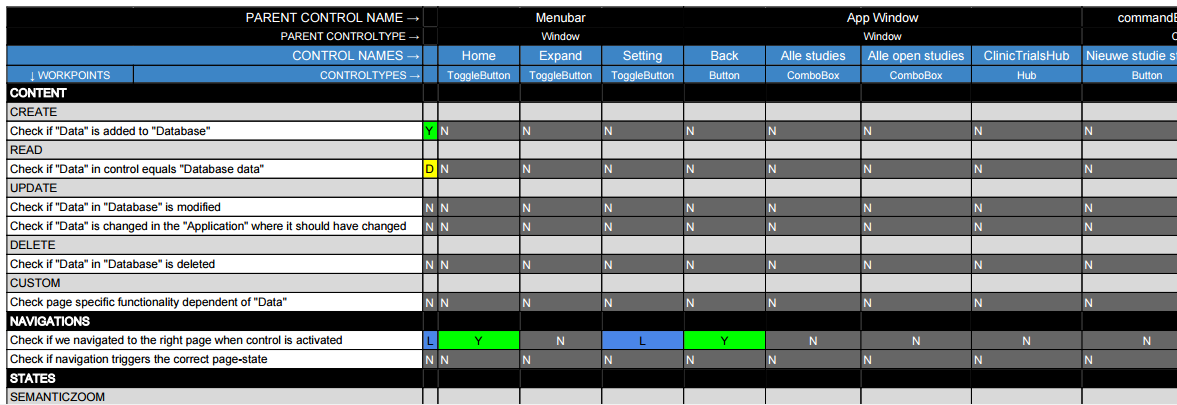 PARENT CONTROL NAME → Menubar App Window
PARENT CONTROLTYPE → Window Window
CONTROL NAMES → Home Expand Setting Back Alle studies Alle open studies ClinicTrialsHub Nieuwe studie
↓ WORKPOINTS CONTROLTYPES → ToggleButton ToggleButton ToggleButton Button ComboBox ComboBox Hub Button
CONTENT
CREATE
Check if "Data" is added to "Database" Y N N N N N N N N
READ
Check if "Data" in control equals "Database data" D N N N N N N N N
UPDATE
Check if "Data" in "Database" is modified N N N N N N N N N
Check if "Data" is changed in the "Application" where it should have changed N N N N N N N N N
DELETE
Check if "Data" in "Database" is deleted N N N N N N N N N
CUSTOM
Check page specific functionality dependent of "Data" N N N N N N N N N
NAVIGATIONS
Check if we navigated to the right page when control is activated L Y N L Y N N N N
Check if navigation triggers the correct page-state N N N N N N N N N
STATES
SEMANTICZOOM